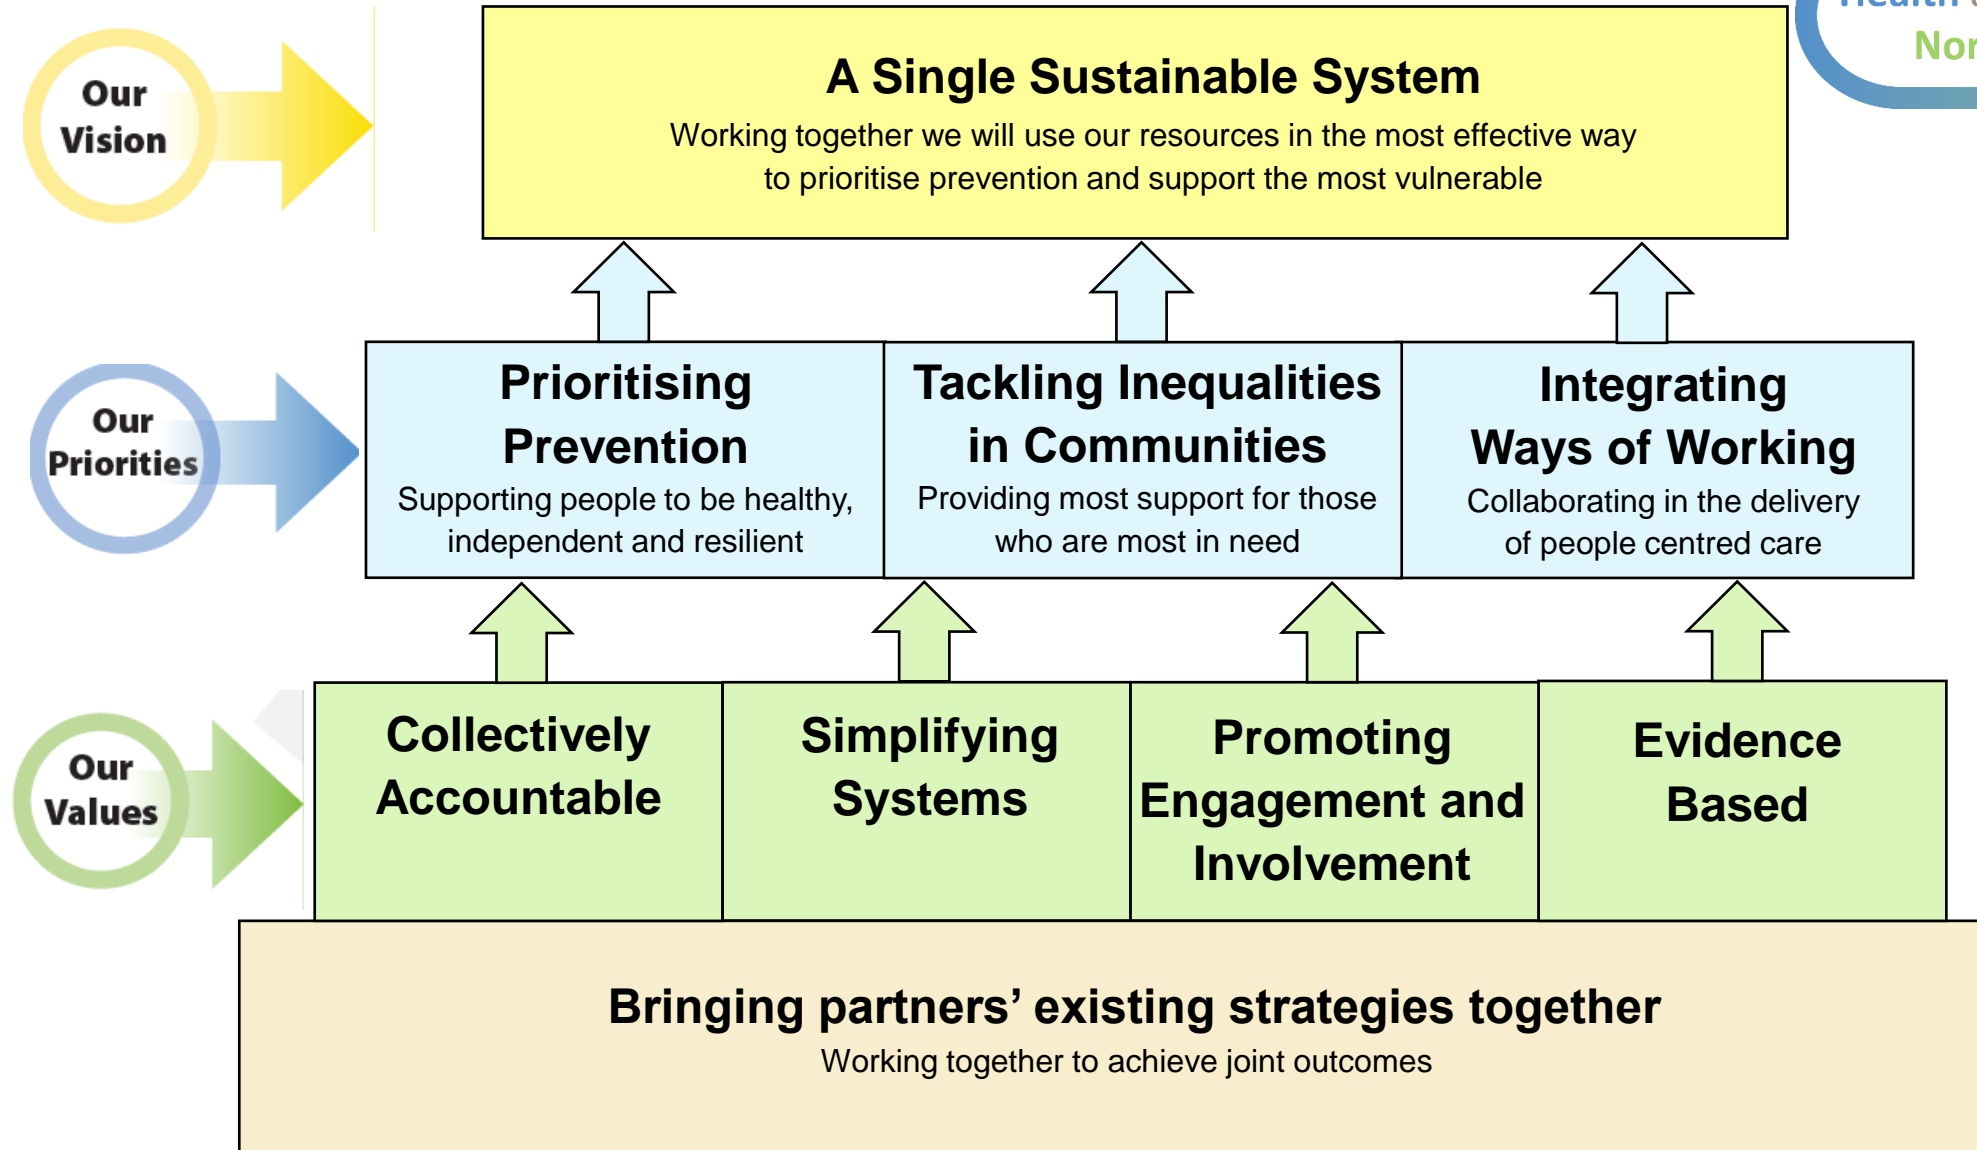 Health
Nor
Our
Vision
A Single Sustainable System
Working together we will use our resources in the most effective way
to prioritise prevention and support the most vulnerable
Our
Priorities
Prioritising
Prevention
Supporting people to be healthy,
independent and resilient
Tackling Inequalities
in Communities
Providing most support for those
who are most in need
Integrating
Ways of Working
Collaborating in the delivery
of people centred care
Our
Values
Collectively
Accountable
Simplifying
Systems
Promoting
Engagement and
Involvement
Evidence
Based
Bringing partners’ existing strategies together
Working together to achieve joint outcomes